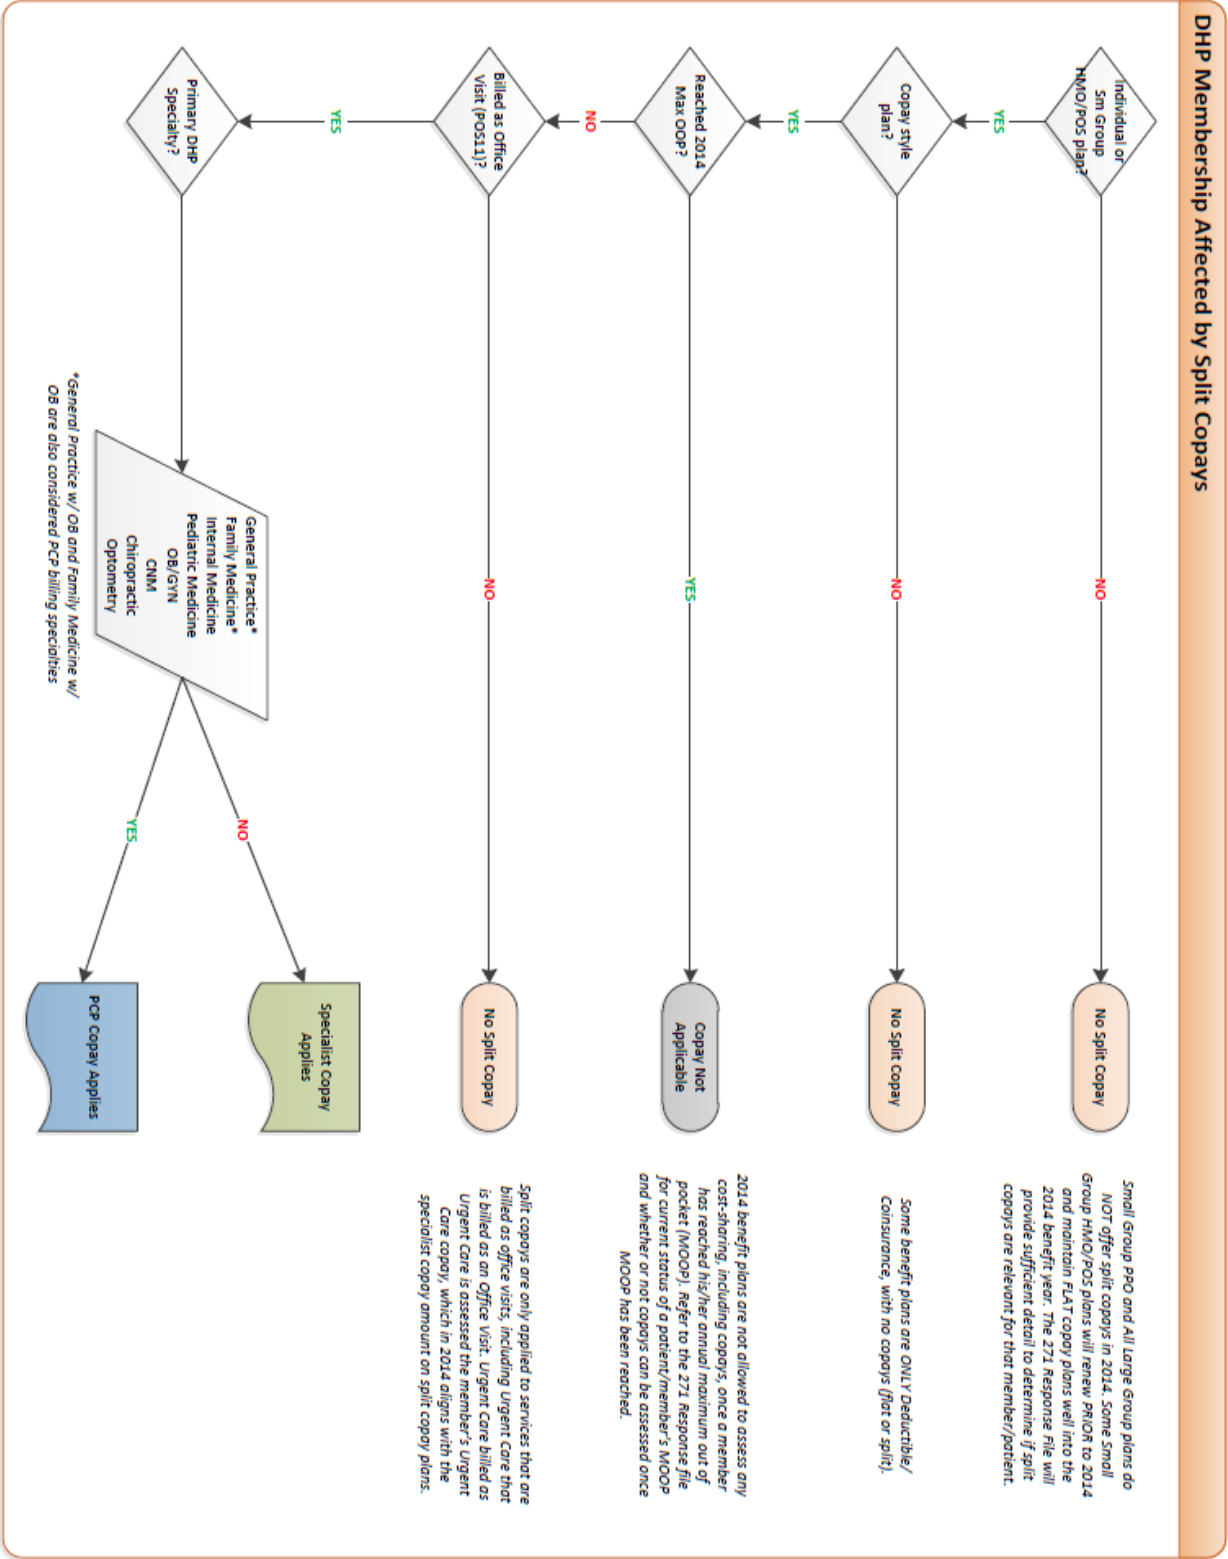 DHP Membership Affected by Split Copays
Individual or
Sm Group
HMO/POS plan?
NO
No Split Copay
Small Group PPO and All Large Group plans do
NOT offer split copays in 2014. Some Small
Group HMO/POS plans will renew PRIOR to 2014
and maintain FLAT copay plans well into the
2014 benefit year. The 271 Response File will
provide sufficient detail to determine if split
copays are relevant for that member/patient.
YES
Copay style
plan?
NO
No Split Copay
Some benefit plans are ONLY Deductible/
Coinsurance, with no copays (flat or split).
YES
Reached 2014
Max OOP?
YES
Copay Not
Applicable
2014 benefit plans are not allowed to assess any
cost-sharing, including copays, once a member
has reached his/her annual maximum out of
pocket (MOOP). Refer to the 271 Response file
for current status of a patient/member's MOOP
and whether or not copays can be assessed once
MOOP has been reached.
NO
Billed as Office
Visit (POS11)?
NO
No Split Copay
Split copays are only applied to services that are
billed as office visits, including Urgent Care that
is billed as an Office Visit. Urgent Care billed as
Urgent Care is assessed the member's Urgent
Care copay, which in 2014 aligns with the
specialist copay amount on split copay plans.
YES
Primary DHP
Specialty?
General Practice*
Family Medicine*
Internal Medicine
Pediatric Medicine
OB/GYN
CNM
Chiropractic
Optometry
NO
Specialist Copay
Applies
YES
PCP Copay Applies
*General Practice w/ OB and Family Medicine w/
OB are also considered PCP billing specialties